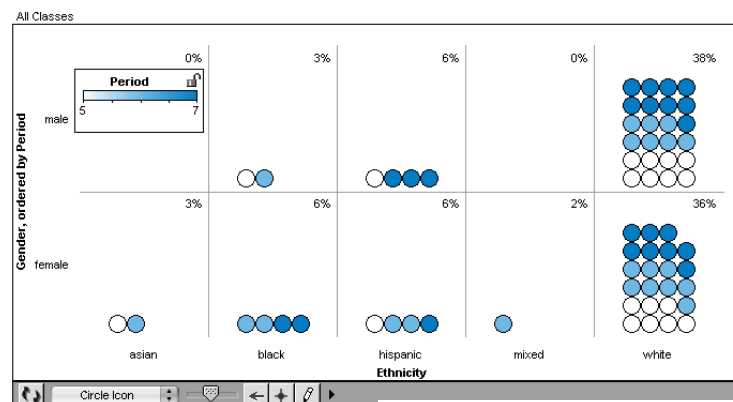 All Classes
0%
3%
6%
0%
38%
Period
5
7
male
Gender, ordered by Period
3%
6%
6%
2%
36%
female
asian
black
hispanic
mixed
white
Ethnicity
Circle Icon